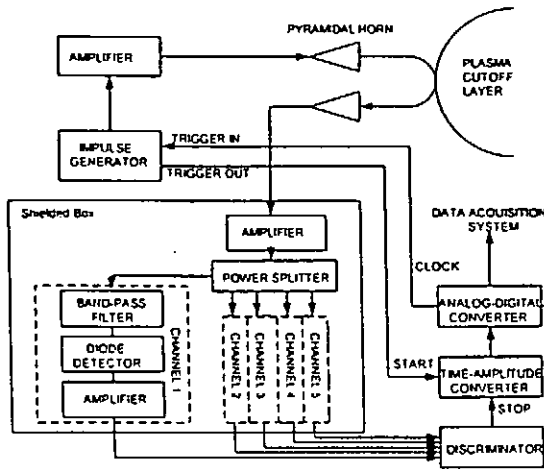 PYRAMIDAL HORN
AMPLIFIER
PLASMA
CUTOFF
LAYER
IMPULSE
GENERATOR
TRIGGER IN
TRIGGER OUT
Shielded Box
AMPLIFIER
POWER SPLITTER
BAND-PASS
FILTER
DIODE
DETECTOR
AMPLIFIER
CHANNEL 1
CHANNEL 2
CHANNEL 3
CHANNEL 4
CHANNEL 5
DATA ACQUISITION
SYSTEM
CLOCK
ANALOG-DIGITAL
CONVERTER
START
TIME-AMPLITUDE
CONVERTER
STOP
DISCRIMINATOR